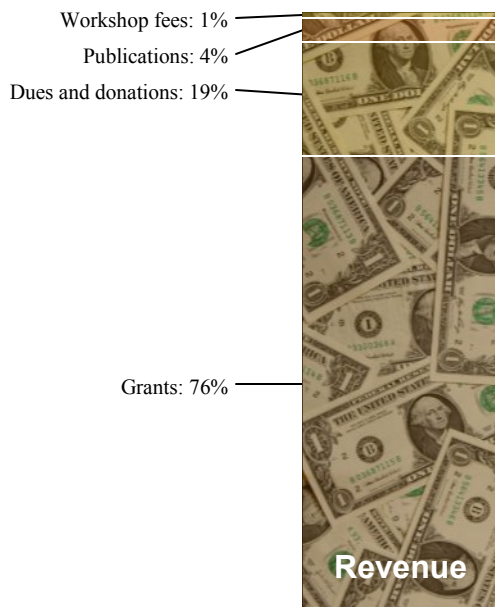 Workshop fees: 1%
Publications: 4%
Dues and donations: 19%
Grants: 76%
Revenue